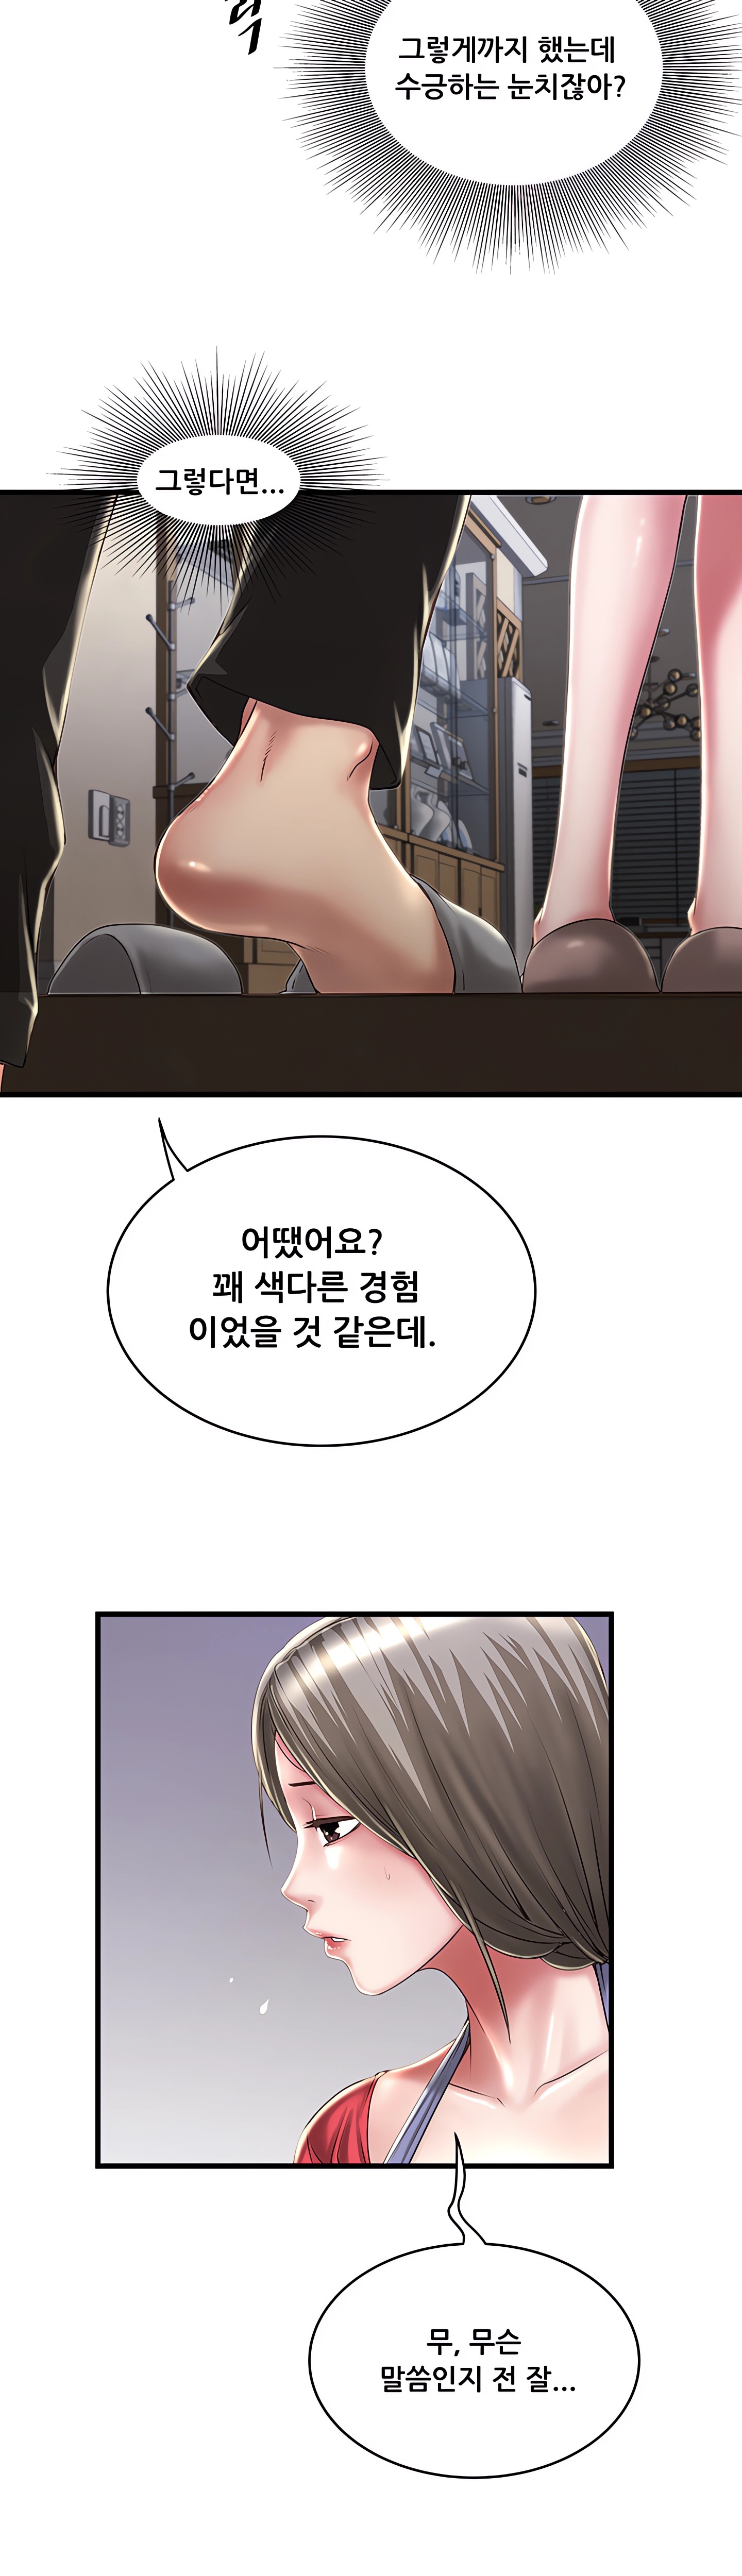 그렇게까지 했는데
수긍하는 눈치잖아?
그렇다면...
어땠어요?
꽤 색다른 경험
이었을 것 같은데.
무, 무슨
말씀인지 전 잘...